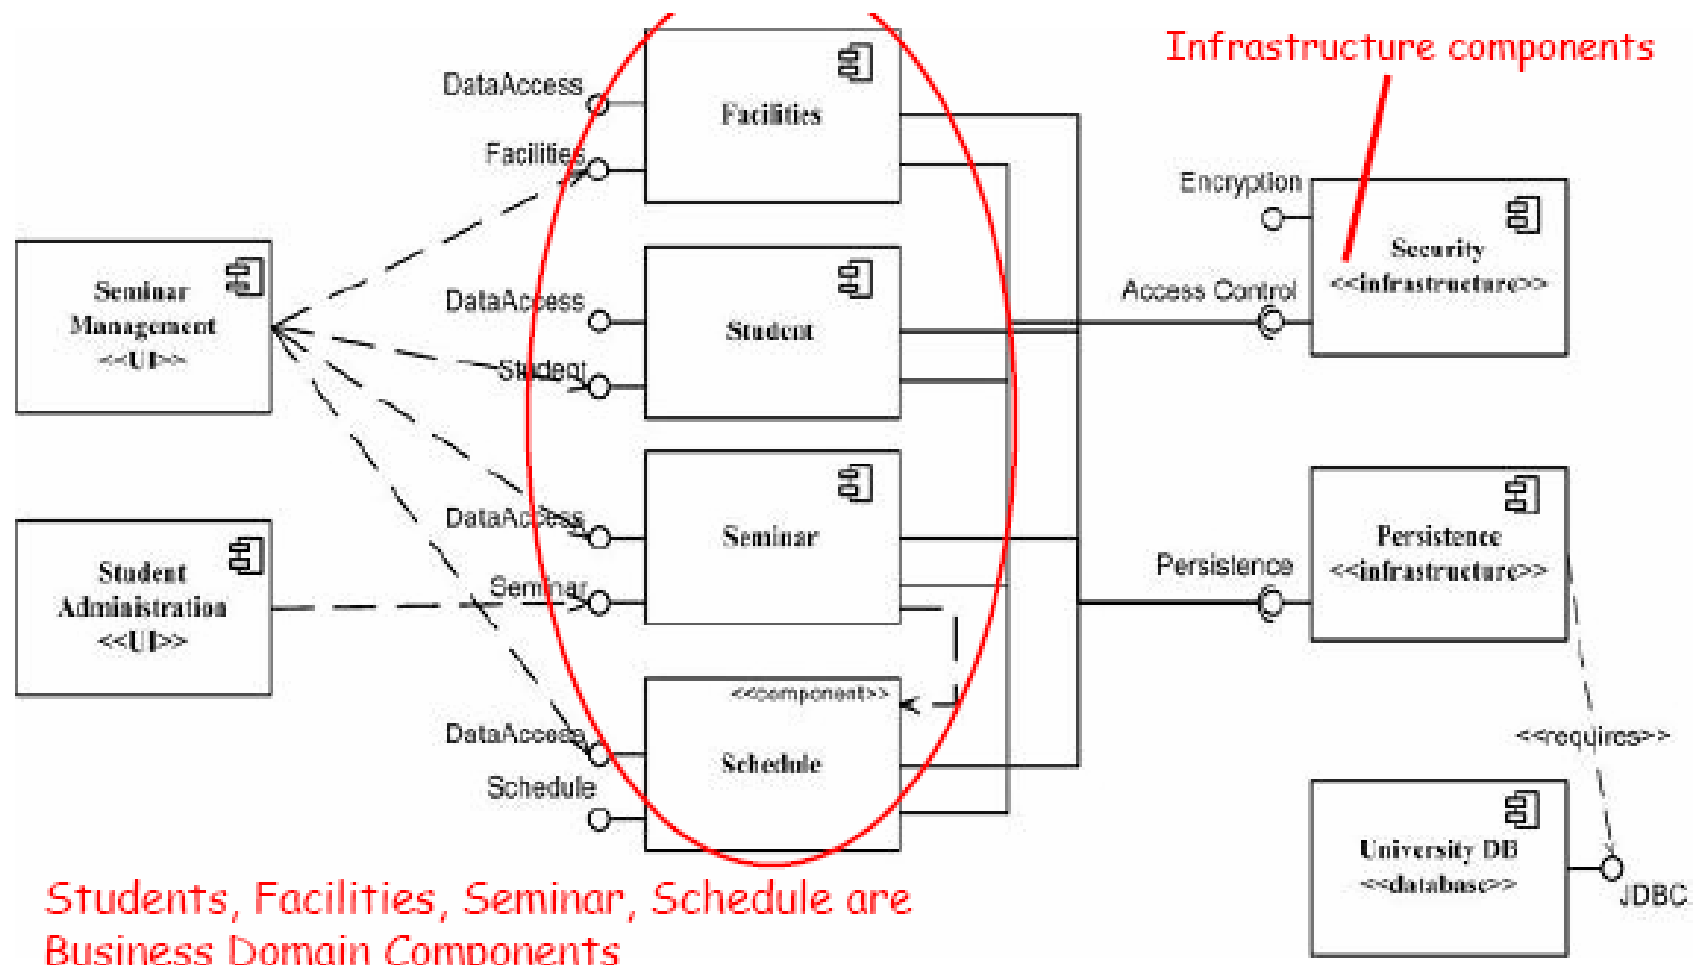 Infrastructure components
DataAccess
Facilities
Facilities
Encryption
Security
<<infrastructure>>
Access Control
Seminar
Management
<<UI>>
DataAccess
Student
Student
DataAccess
Seminar
Seminar
Persistence
Persistence
<<infrastructure>>
Student
Administration
<<UI>>
<<component>>
DataAccess
Schedule
Schedule
<<requires>>
University DB
<<database>>
JDBC
Students, Facilities, Seminar, Schedule are
Business Domain Components